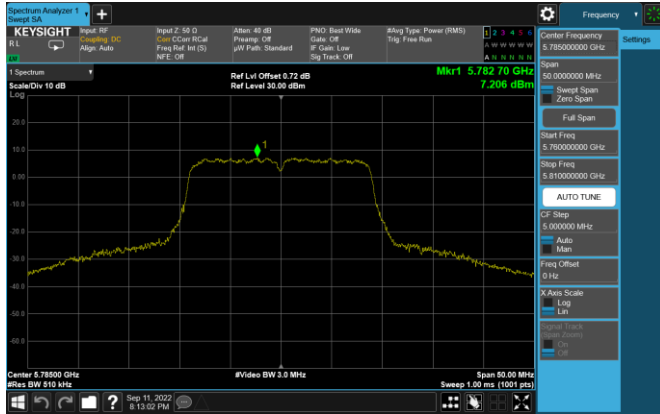 Spectrum Analyzer 1
Swept SA
+
Frequency
KEYSIGHT
RL
Input: RF
Coupling: DC
Align: Auto
Input Z: 50 Ω
Corr CCorr RCal
Freq Ref: Int (S)
NFE: Off
Atten: 40 dB
Preamp: Off
µW Path: Standard
PNO: Best Wide
Gate: Off
IF Gain: Low
Sig Track: Off
#Avg Type: Power (RMS)
Trig: Free Run
1 2 3 4 5 6
A W W W W W
A N N N N N
1 Spectrum
Scale/Div 10 dB
Log
Ref Lvl Offset 0.72 dB
Ref Level 30.00 dBm
Mkr1 5.782 70 GHz
7.206 dBm
1
20.0
10.0
0.00
-10.0
-20.0
-30.0
-40.0
-50.0
-60.0
Center 5.78500 GHz
#Res BW 510 kHz
#Video BW 3.0 MHz
Span 50.00 MHz
Sweep 1.00 ms (1001 pts)
Sep 11, 2022
8:13:02 PM
?
Center Frequency
5.785000000 GHz
Settings
Span
50.0000000 MHz
Swept Span
Zero Span
Full Span
Start Freq
5.760000000 GHz
Stop Freq
5.810000000 GHz
AUTO TUNE
CF Step
5.000000 MHz
Auto
Man
Freq Offset
0 Hz
X Axis Scale
Log
Lin
Signal Track
(Span Zoom)
On
Off